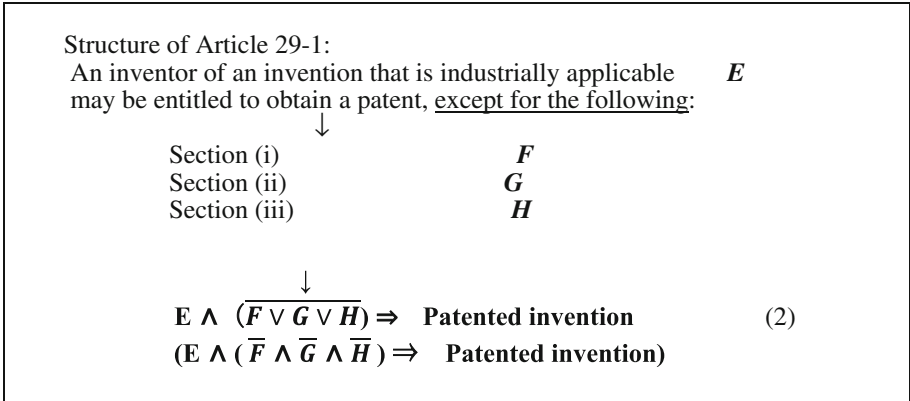 Structure of Article 29-1:
An inventor of an invention that is industrially applicable E
may be entitled to obtain a patent, except for the following:
↓
Section (i) F
Section (ii) G
Section (iii) H
↓
E ∧ (F̅ ̅∨̅ ̅G̅ ̅∨̅ ̅H̅) ⇒ Patented invention (2)
(E ∧ ( F̅ ∧ G̅ ∧ H̅ ) ⇒ Patented invention)